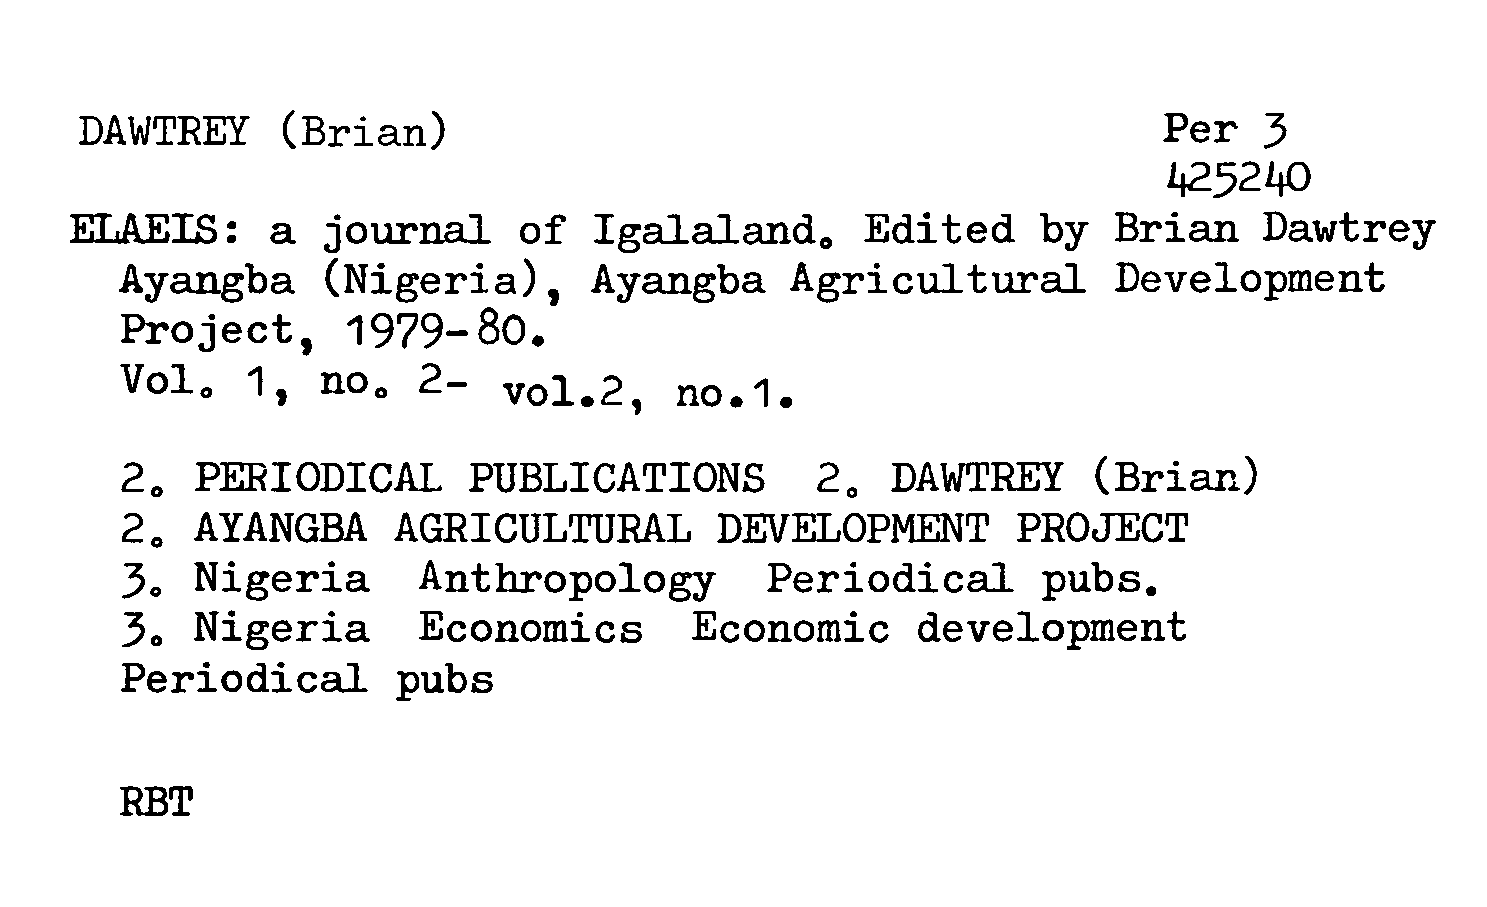 DAWTREY (Brian) Per 3
425240
ELAEIS: a journal of Igalaland. Edited by Brian Dawtrey
Ayangba (Nigeria), Ayangba Agricultural Development
Project, 1979-80.
Vol. 1, no. 2- vol.2, no.1.
2. PERIODICAL PUBLICATIONS 2. DAWTREY (Brian)
2. AYANGBA AGRICULTURAL DEVELOPMENT PROJECT
3. Nigeria Anthropology Periodical pubs.
3. Nigeria Economics Economic development
Periodical pubs
RBT